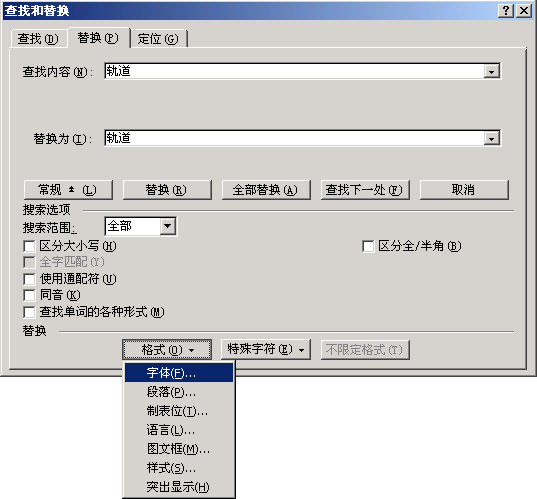 查找和替换
查找(D) 替换(P) 定位(G)
查找内容(N): 轨道
替换为(I): 轨道
常规 (L) 替换(R) 全部替换(A) 查找下一处(F) 取消
搜索选项
搜索范围: 全部
区分大小写(H) 区分全/半角(B)
全字匹配(Y)
使用通配符(U)
同音(K)
查找单词的各种形式(M)
替换
格式(O) 特殊字符(E) 不限定格式(T)
字体(F)...
段落(P)...
制表位(T)...
语言(L)...
图文框(M)...
样式(S)...
突出显示(H)